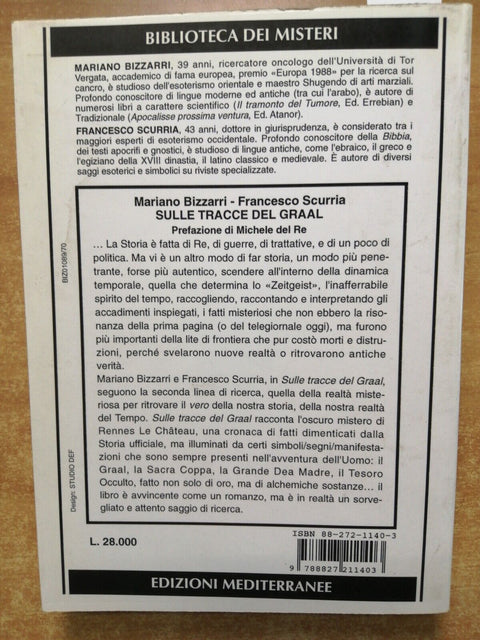 BIBLIOTECA DEI MISTERI
MARIANO BIZZARRI, 39 anni, ricercatore oncologo dell'Università di Tor
Vergata, accademico di fama europea, premio «Europa 1988» per la ricerca sul
cancro, è studioso dell'esoterismo orientale e maestro Shugendo di arti marziali.
Profondo conoscitore di lingue moderne ed antiche (tra cui l'arabo), è autore di
numerosi libri a carattere scientifico (Il tramonto del Tumore, Ed. Errebian) e
Tradizionale (Apocalisse prossima ventura, Ed. Atanor).
FRANCESCO SCURRIA, 43 anni, dottore in giurisprudenza, è considerato tra i
maggiori esperti di esoterismo occidentale. Profondo conoscitore della Bibbia,
dei testi apocrifi e gnostici, è studioso di lingue antiche, come l'ebraico, il greco e
l'egiziano della XVIII dinastia, il latino classico e medievale. È autore di diversi
saggi esoterici e simbolici su riviste specializzate.
Mariano Bizzarri - Francesco Scurria
SULLE TRACCE DEL GRAAL
Prefazione di Michele del Re
... La Storia è fatta di Re, di guerre, di trattative, e di un poco di
politica. Ma vi è un altro modo di far storia, un modo più pene-
trante, forse più autentico, scendere all'interno della dinamica
temporale, quella che determina lo «Zeitgeist», l'inafferrabile
spirito del tempo, raccogliendo, raccontando e interpretando gli
accadimenti inspiegati, i fatti misteriosi che non ebbero la riso-
nanza della prima pagina (o del telegiornale oggi), ma furono
più importanti della lite di frontiera che pur costò morti e distru-
zioni, perché svelarono nuove realtà o ritrovarono antiche
verità.
Mariano Bizzarri e Francesco Scurria, in Sulle tracce del Graal,
seguono la seconda linea di ricerca, quella della realtà miste-
riosa per ritrovare il vero della nostra storia, della nostra realtà
del Tempo. Sulle tracce del Graal racconta l'oscuro mistero di
Rennes Le Château, una cronaca di fatti dimenticati dalla
Storia ufficiale, ma illuminati da certi simboli/segni/manifesta-
zioni che sono sempre presenti nell'avventura dell'Uomo: il
Graal, la Sacra Coppa, la Grande Dea Madre, il Tesoro
Occulto, fatto non solo di oro, ma di alchemiche sostanze... il
libro è avvincente come un romanzo, ma è in realtà un sorve-
gliato e attento saggio di ricerca.
BIZ01089/70
Design: STUDIO DEF
L. 28.000
ISBN 88-272-1140-3
9 788827 211403
EDIZIONI MEDITERRANEE